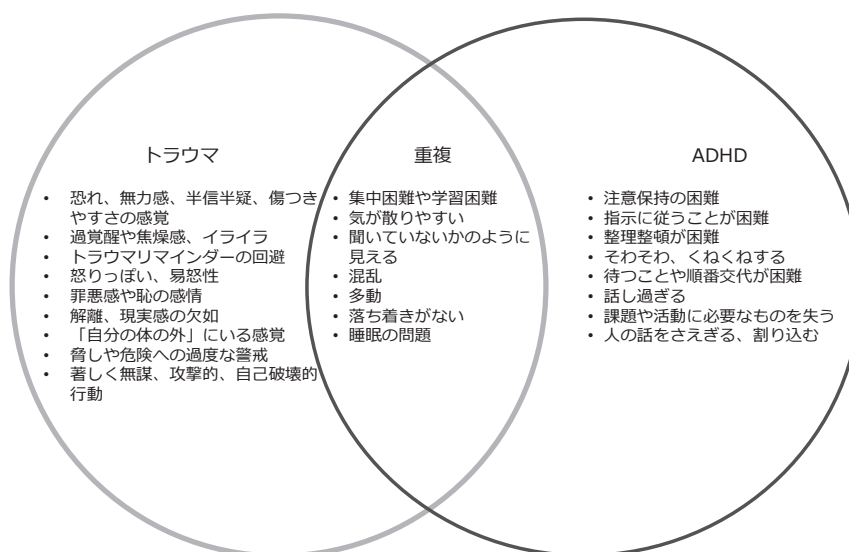 トラウマ
• 恐れ、無力感、半信半疑、傷つき
やすさの感覚
• 過覚醒や焦燥感、イライラ
• トラウマリマインダーの回避
• 怒りっぽい、易怒性
• 罪悪感や恥の感情
• 解離、現実感の欠如
• 「自分の体の外」にいる感覚
• 脅しや危険への過度な警戒
• 著しく無謀、攻撃的、自己破壊的
行動
重複
• 集中困難や学習困難
• 気が散りやすい
• 聞いていないかのように
見える
• 混乱
• 多動
• 落ち着きがない
• 睡眠の問題
ADHD
• 注意保持の困難
• 指示に従うことが困難
• 整理整頓が困難
• そわそわ、くねくねする
• 待つことや順番交代が困難
• 話し過ぎる
• 課題や活動に必要なものを失う
• 人の話をさえぎる、割り込む